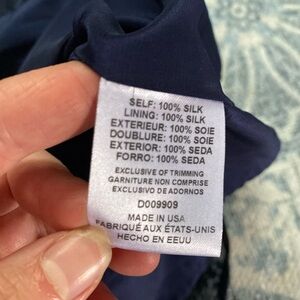 SELF: 100% SILK
LINING: 100% SILK
EXTERIEUR: 100% SOIE
DOUBLURE: 100% SOIE
EXTERIOR: 100% SEDA
FORRO: 100% SEDA
EXCLUSIVE OF TRIMMING
GARNITURE NON COMPRISE
EXCLUSIVO DE ADORNOS
D009909
MADE IN USA
FABRIQUÉ AUX ÉTATS-UNIS
HECHO EN EEUU